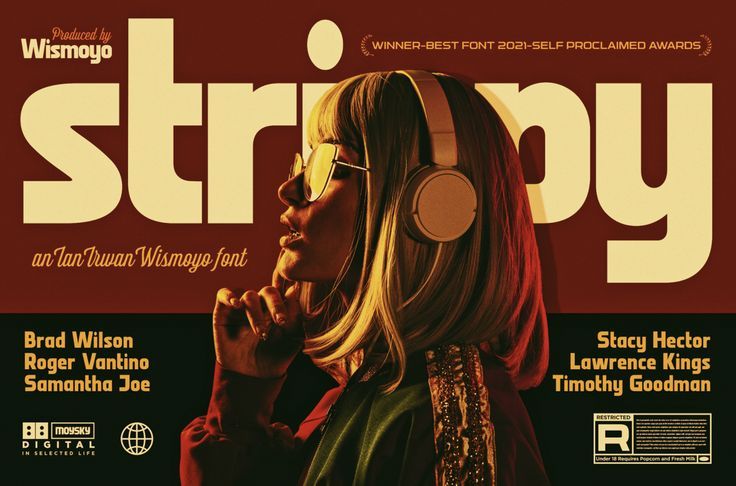 Produced by
Wismoyo
WINNER-BEST FONT 2021-SELF PROCLAIMED AWARDS
stri py
an Ian Irwan Wismoyo font
Brad Wilson
Roger Vantino
Samantha Joe
Stacy Hector
Lawrence Kings
Timothy Goodman
MOYSKY
DIGITAL
IN SELECTED LIFE
RESTRICTED
R
Under 18 Requires Popcorn and Fresh Milk